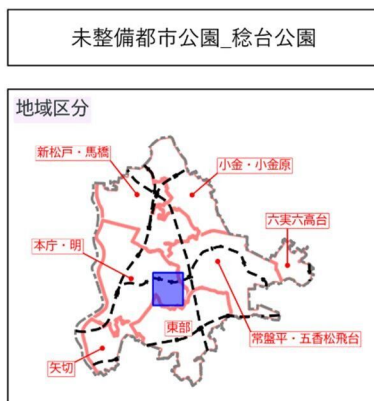 未整備都市公園_稔台公園
地域区分
新松戸・馬橋
小金・小金原
六実六高台
本庁・明
東部
常盤平・五香松飛台
矢切